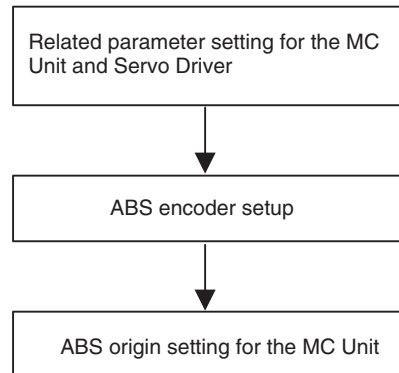 Related parameter setting for the MC
Unit and Servo Driver
ABS encoder setup
ABS origin setting for the MC Unit